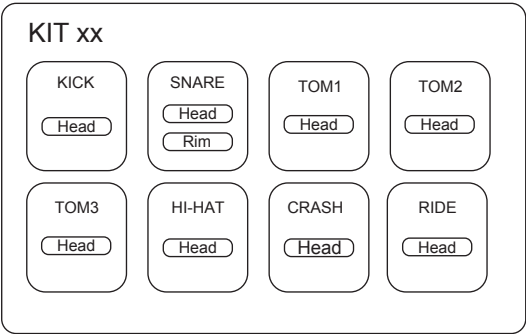 KIT xx
KICK
Head
SNARE
Head
Rim
TOM1
Head
TOM2
Head
TOM3
Head
HI-HAT
Head
CRASH
Head
RIDE
Head